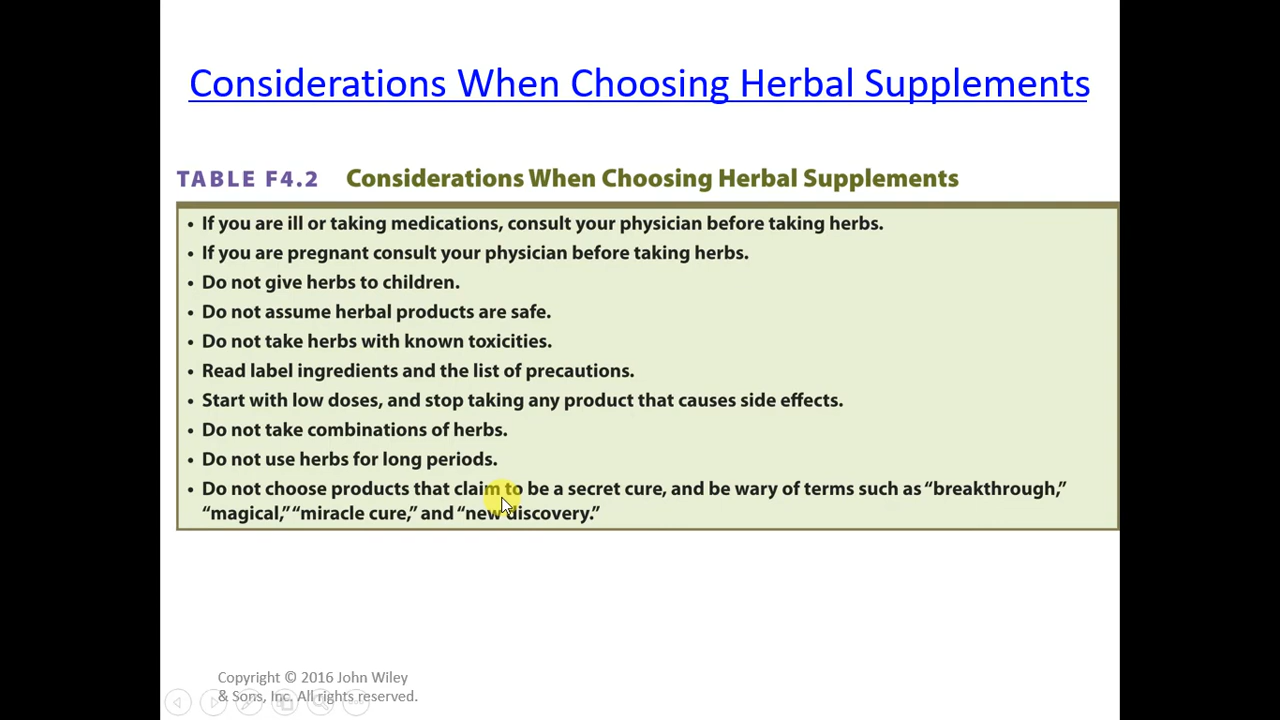 Considerations When Choosing Herbal Supplements
TABLE F4.2 Considerations When Choosing Herbal Supplements
• If you are ill or taking medications, consult your physician before taking herbs.
• If you are pregnant consult your physician before taking herbs.
• Do not give herbs to children.
• Do not assume herbal products are safe.
• Do not take herbs with known toxicities.
• Read label ingredients and the list of precautions.
• Start with low doses, and stop taking any product that causes side effects.
• Do not take combinations of herbs.
• Do not use herbs for long periods.
• Do not choose products that claim to be a secret cure, and be wary of terms such as “breakthrough,”
“magical,” “miracle cure,” and “new discovery.”
Copyright © 2016 John Wiley
& Sons, Inc. All rights reserved.